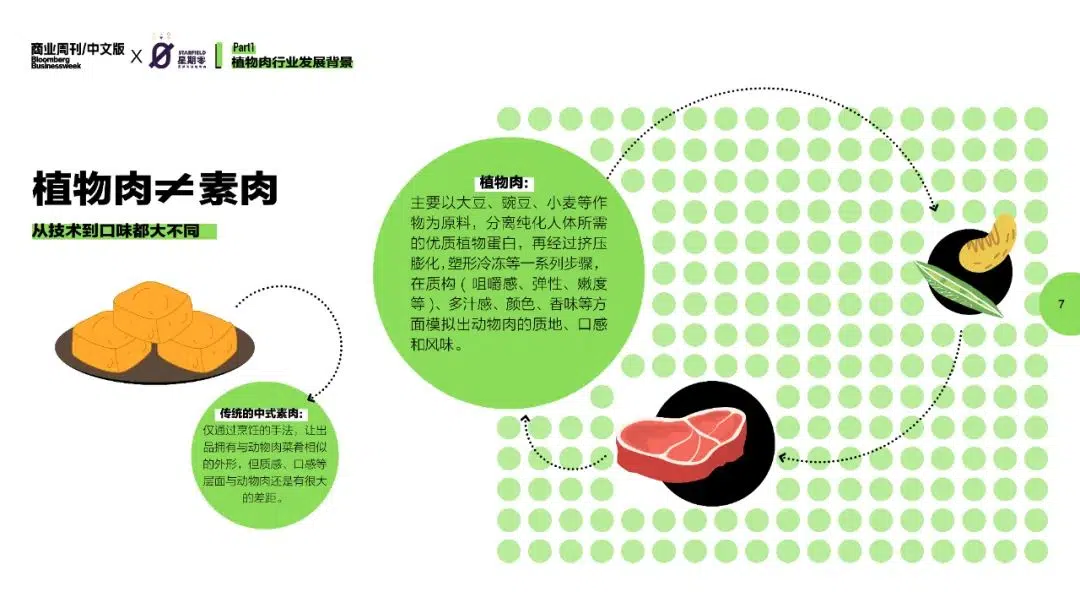 商业周刊/中文版
Bloomberg
Businessweek
X
STARFIELD
星期零
Part1
植物肉行业发展背景
植物肉≠素肉
从技术到口味都大不同
植物肉:
主要以大豆、豌豆、小麦等作
物为原料，分离纯化人体所需
的优质植物蛋白，再经过挤压
膨化,塑形冷冻等一系列步骤，
在质构（咀嚼感、弹性、嫩度
等）、多汁感、颜色、香味等方
面模拟出动物肉的质地、口感
和风味。
7
传统的中式素肉:
仅通过烹饪的手法，让出
品拥有与动物肉菜肴相似
的外形，但质感、口感等
层面与动物肉还是有很大
的差距。